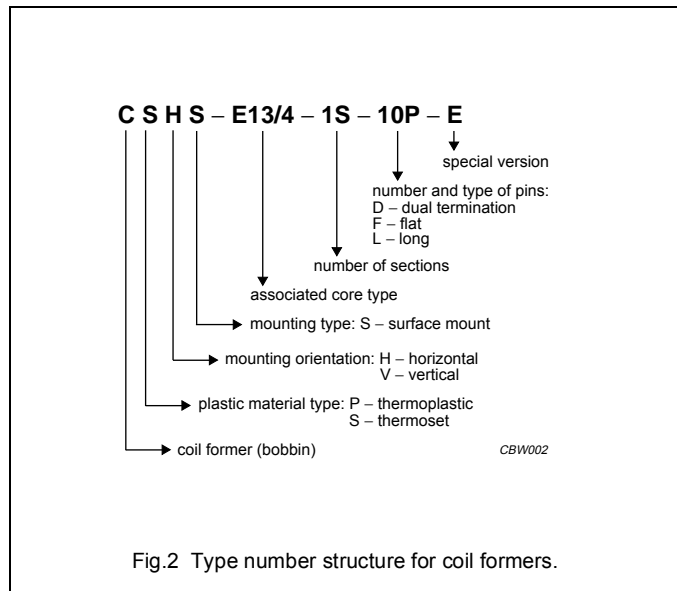 C S H S – E13/4 – 1S – 10P – E
special version
number and type of pins:
D – dual termination
F – flat
L – long
number of sections
associated core type
mounting type: S – surface mount
mounting orientation: H – horizontal
V – vertical
plastic material type: P – thermoplastic
S – thermoset
coil former (bobbin)
CBW002
Fig.2 Type number structure for coil formers.